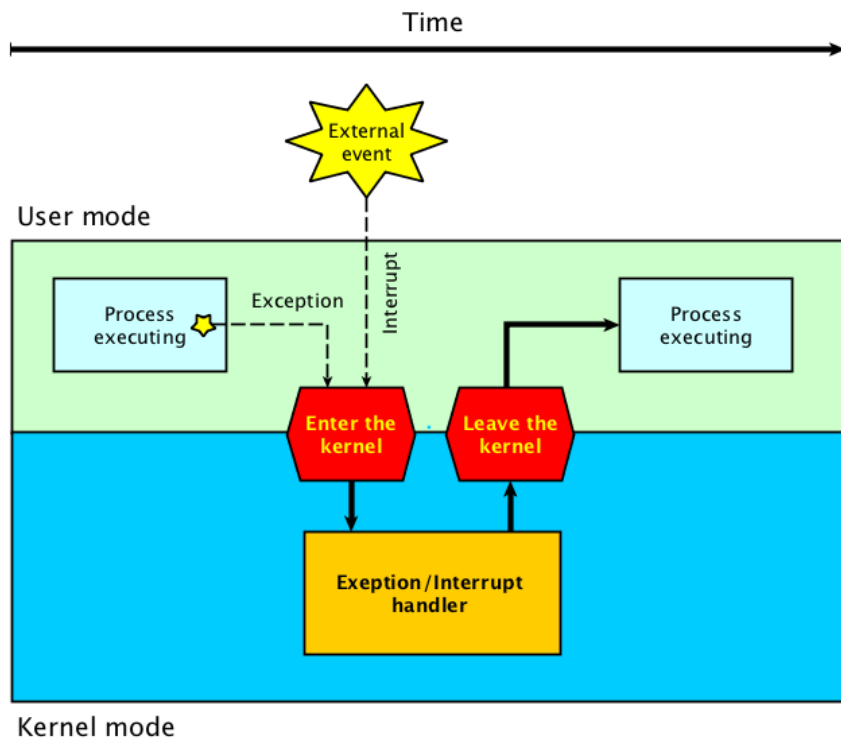 Time
External
event
User mode
Process
executing
Exception
Interrupt
Process
executing
Enter the
kernel
Leave the
kernel
Exeption/Interrupt
handler
Kernel mode